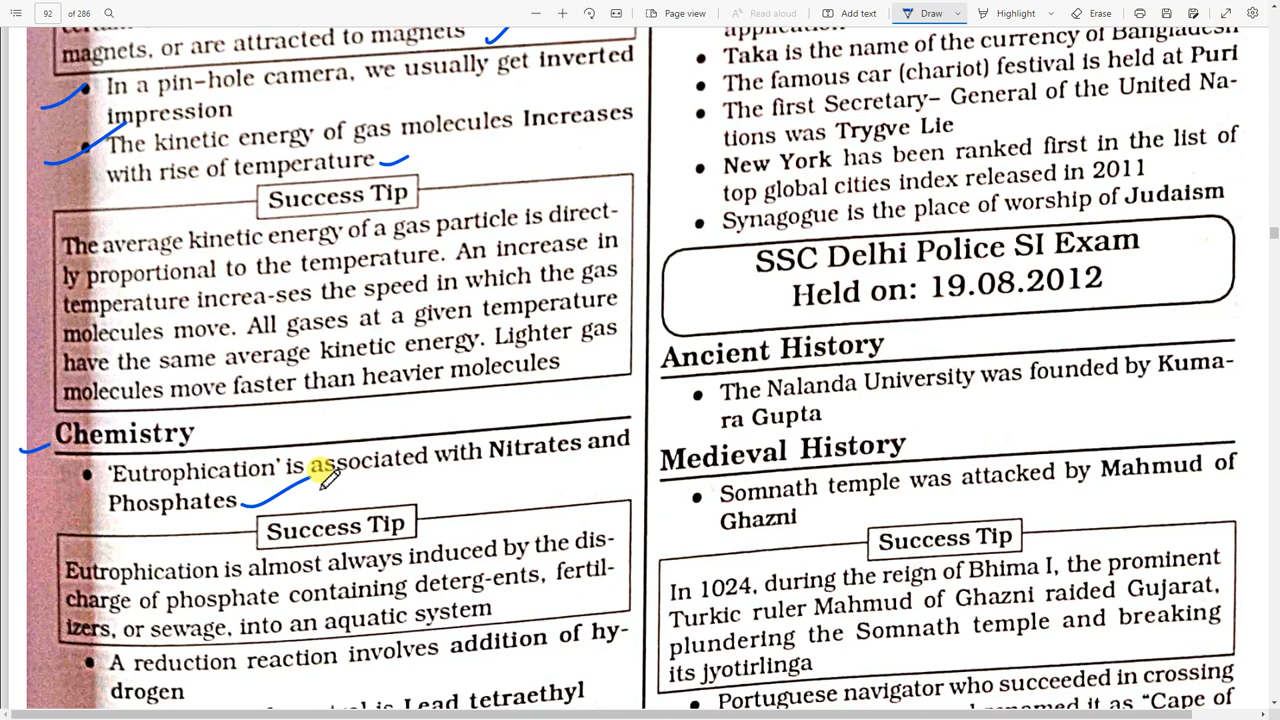 92 of 286
Page view
Read aloud
Add text
Draw
Highlight
Erase
magnets, or are attracted to magnets
• In a pin-hole camera, we usually get inverted
impression
• The kinetic energy of gas molecules Increases
with rise of temperature
Success Tip
The average kinetic energy of a gas particle is direct-
ly proportional to the temperature. An increase in
temperature increa-ses the speed in which the gas
molecules move. All gases at a given temperature
have the same average kinetic energy. Lighter gas
molecules move faster than heavier molecules
Chemistry
• 'Eutrophication' is associated with Nitrates and
Phosphates
Success Tip
Eutrophication is almost always induced by the dis-
charge of phosphate containing deterg-ents, fertil-
izers, or sewage, into an aquatic system
• A reduction reaction involves addition of hy-
drogen
is Lead tetraethyl
application
• Taka is the name of the currency of Bangladesh
• The famous car (chariot) festival is held at Puri
• The first Secretary– General of the United Na-
tions was Trygve Lie
• New York has been ranked first in the list of
top global cities index released in 2011
• Synagogue is the place of worship of Judaism
SSC Delhi Police SI Exam
Held on: 19.08.2012
Ancient History
• The Nalanda University was founded by Kuma-
ra Gupta
Medieval History
• Somnath temple was attacked by Mahmud of
Ghazni
Success Tip
In 1024, during the reign of Bhima I, the prominent
Turkic ruler Mahmud of Ghazni raided Gujarat,
plundering the Somnath temple and breaking
its jyotirlinga
• Portuguese navigator who succeeded in crossing
it as "Cape of